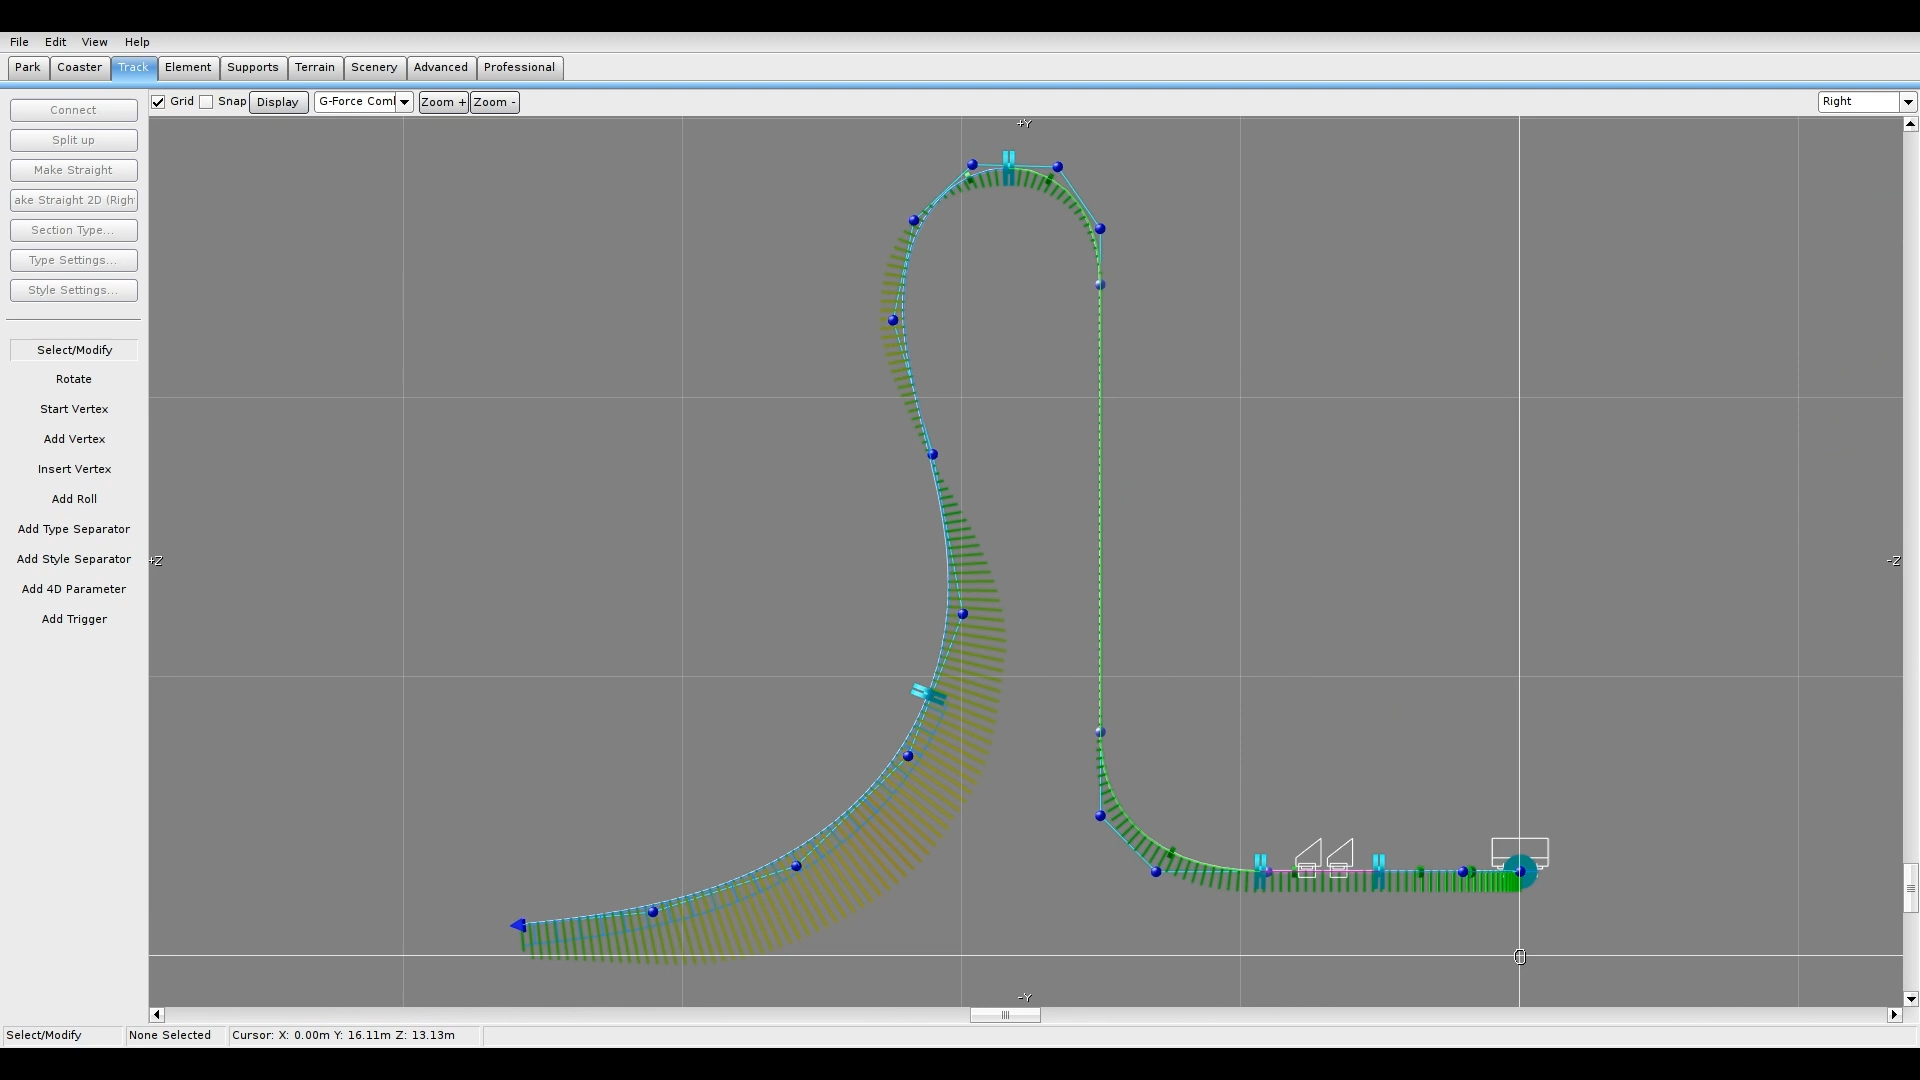 File Edit View Help
Park Coaster Track Element Supports Terrain Scenery Advanced Professional
Grid Snap Display G-Force Coml Zoom + Zoom - Right
Connect
Split up
Make Straight
ake Straight 2D (Righ
Section Type...
Type Settings...
Style Settings...
Select/Modify
Rotate
Start Vertex
Add Vertex
Insert Vertex
Add Roll
Add Type Separator
Add Style Separator
Add 4D Parameter
Add Trigger
+Y
+Z
-Z
0
-Y
Select/Modify None Selected Cursor: X: 0.00m Y: 16.11m Z: 13.13m